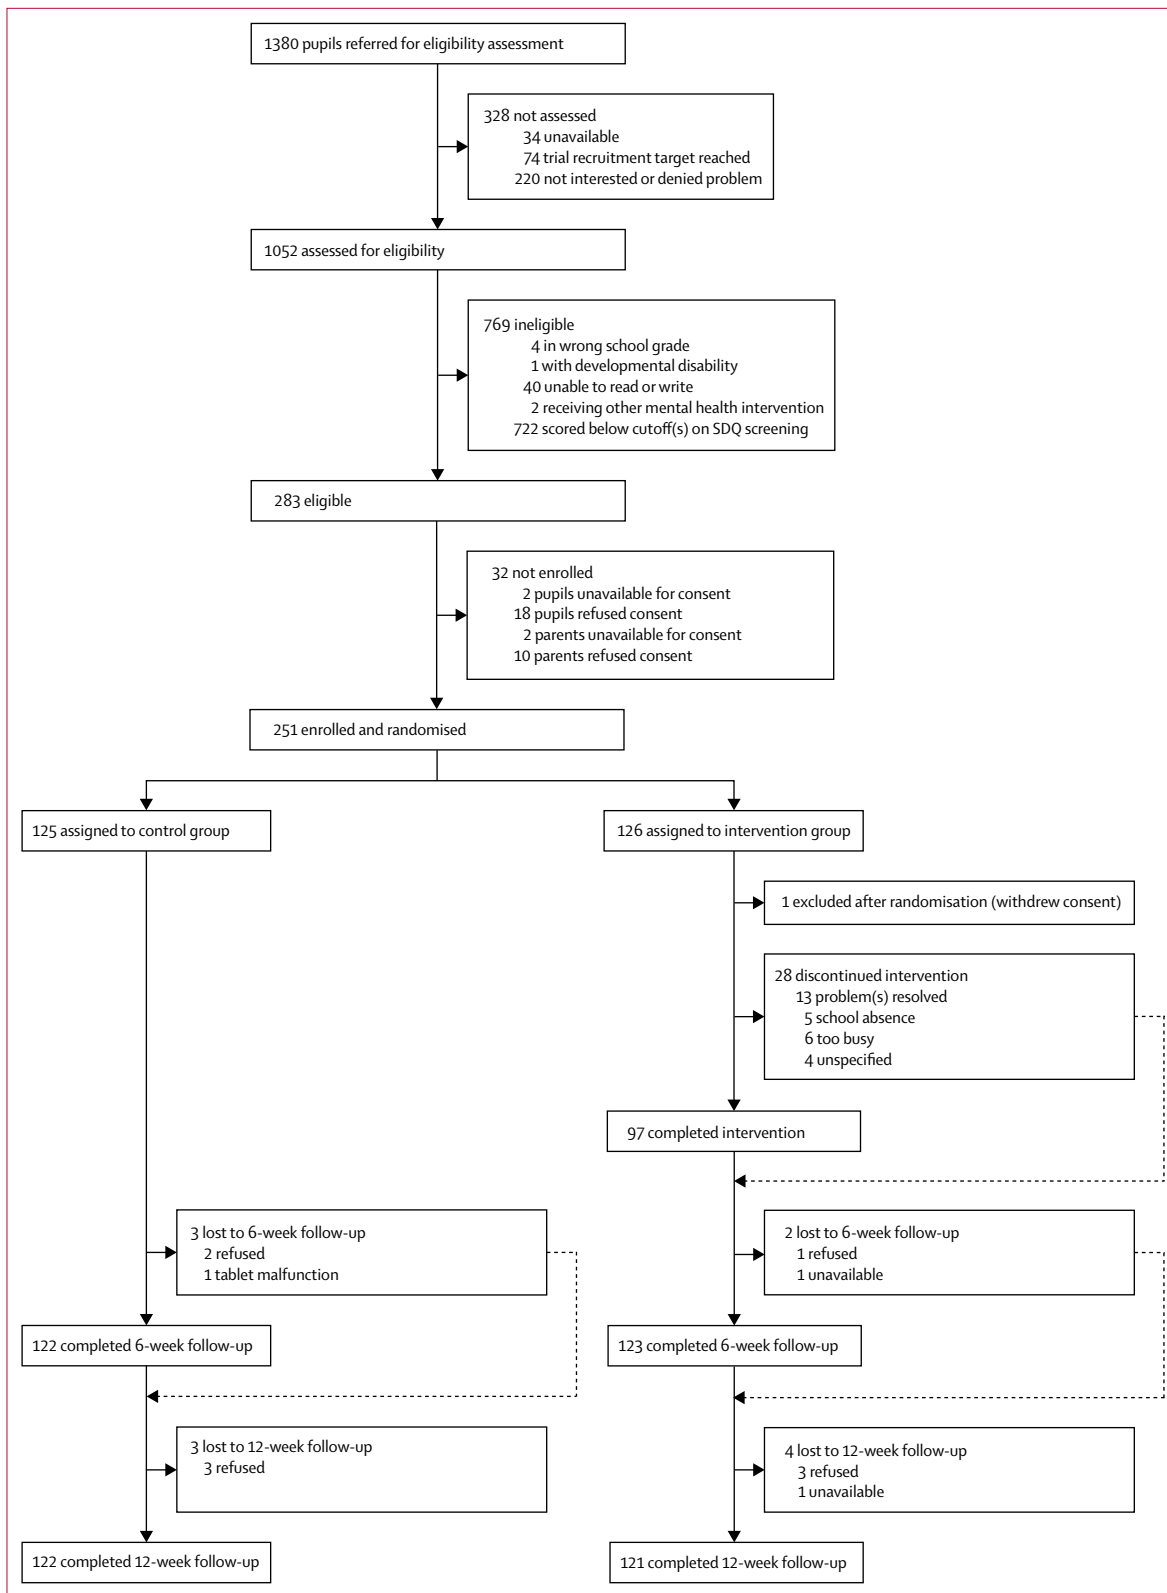 1380 pupils referred for eligibility assessment
328 not assessed
34 unavailable
74 trial recruitment target reached
220 not interested or denied problem
1052 assessed for eligibility
769 ineligible
4 in wrong school grade
1 with developmental disability
40 unable to read or write
2 receiving other mental health intervention
722 scored below cutoff(s) on SDQ screening
283 eligible
32 not enrolled
2 pupils unavailable for consent
18 pupils refused consent
2 parents unavailable for consent
10 parents refused consent
251 enrolled and randomised
125 assigned to control group
126 assigned to intervention group
1 excluded after randomisation (withdrew consent)
28 discontinued intervention
13 problem(s) resolved
5 school absence
6 too busy
4 unspecified
97 completed intervention
3 lost to 6-week follow-up
2 refused
1 tablet malfunction
2 lost to 6-week follow-up
1 refused
1 unavailable
122 completed 6-week follow-up
123 completed 6-week follow-up
3 lost to 12-week follow-up
3 refused
4 lost to 12-week follow-up
3 refused
1 unavailable
122 completed 12-week follow-up
121 completed 12-week follow-up